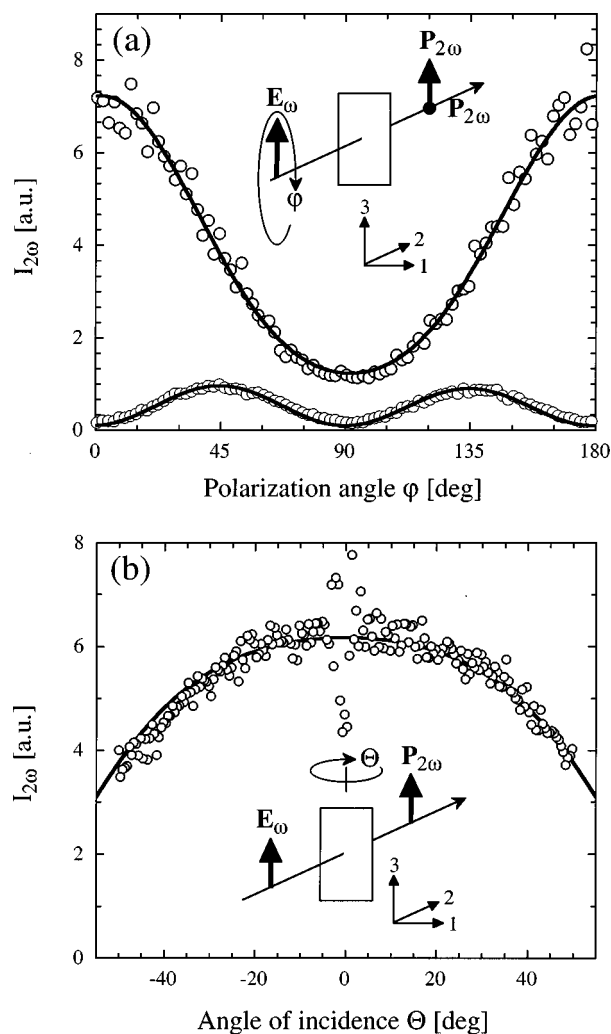 (a)
8
6
4
2
0
I2ω [a.u.]
Eω
φ
P2ω
P2ω
3
2
1
0 45 90 135 180
Polarization angle φ [deg]
(b)
8
6
4
2
0
I2ω [a.u.]
Θ
Eω
P2ω
3
2
1
-40 -20 0 20 40
Angle of incidence Θ [deg]